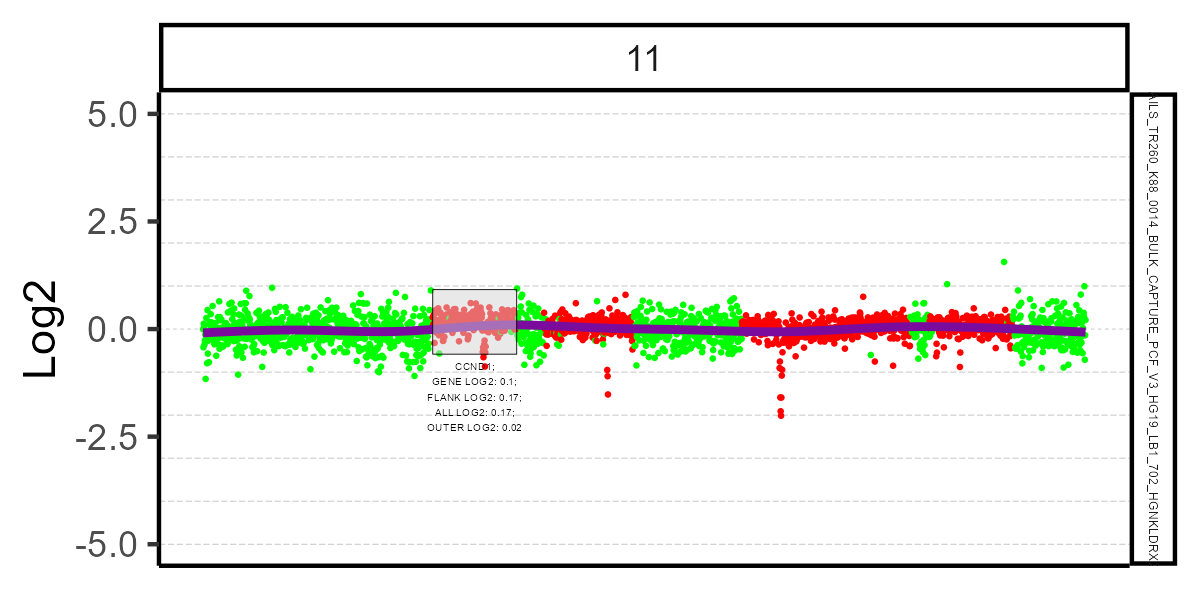 11
5.0
2.5
0.0
-2.5
-5.0
Log2
CCND1;
GENE LOG2: 0.1;
FLANK LOG2: 0.17;
ALL LOG2: 0.17;
OUTER LOG2: 0.02
AILS_TR260_K88_0014_BULK_CAPTURE_PCF_V3_HG19_LB1_702_HGNKLDRX